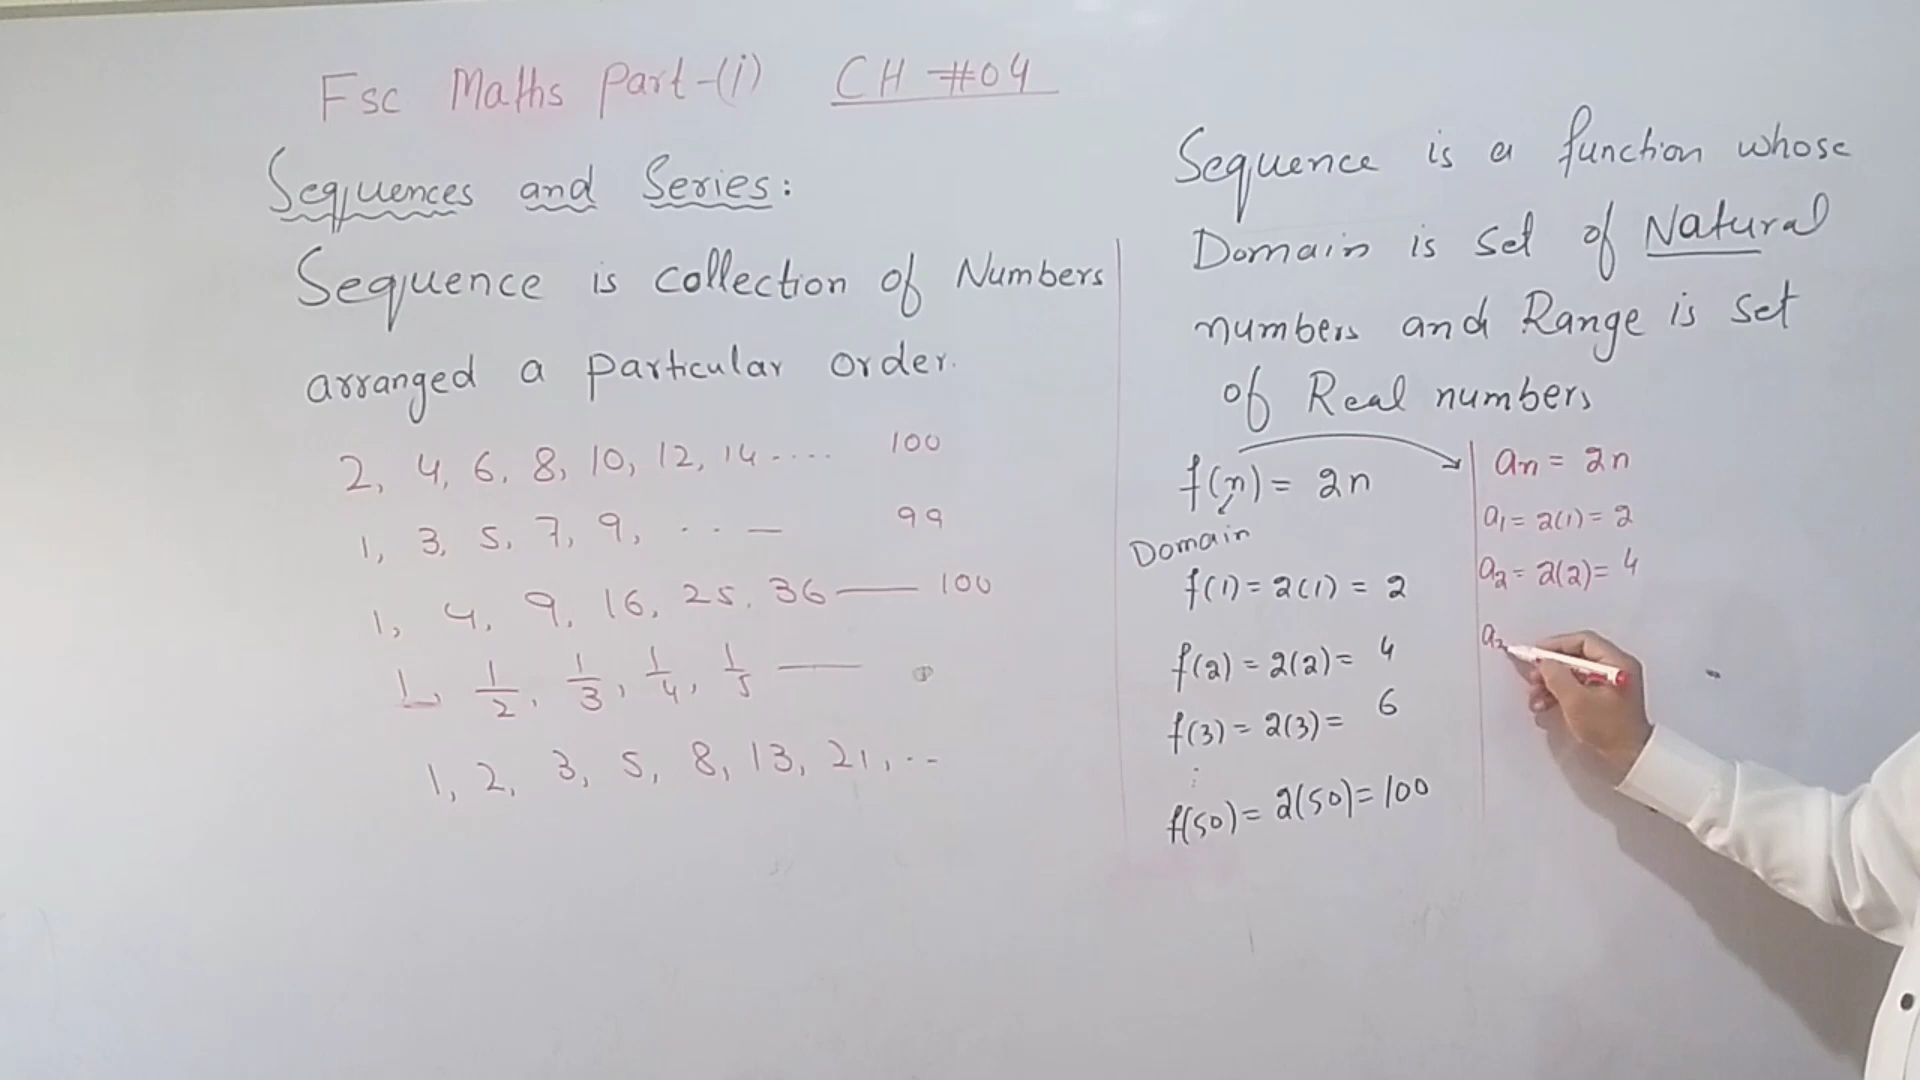 Fsc Maths Part-(i) CH #04
Sequences and Series:
Sequence is collection of Numbers
arranged a particular order.
2, 4, 6, 8, 10, 12, 14 .... 100
1, 3, 5, 7, 9, ..— 99
1, 4, 9, 16, 25, 36 — 100
1, 1/2, 1/3, 1/4, 1/5 —
1, 2, 3, 5, 8, 13, 21, ..
Sequence is a function whose
Domain is set of Natural
numbers and Range is set
of Real numbers
f(n) = 2n
Domain
f(1) = 2(1) = 2
f(2) = 2(2) = 4
f(3) = 2(3) = 6
⋮
f(50) = 2(50) = 100
an = 2n
a1 = 2(1) = 2
a2 = 2(2) = 4
a3